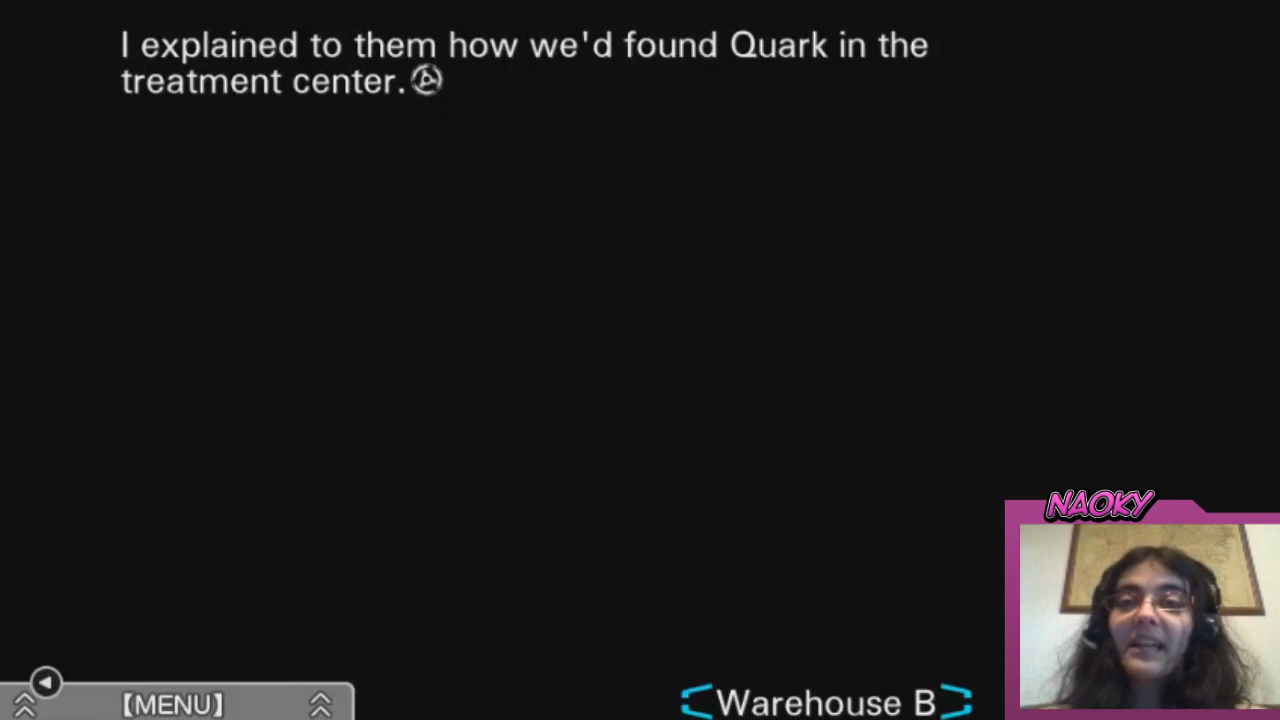 I explained to them how we'd found Quark in the
treatment center.
NAOKY
【MENU】
Warehouse B